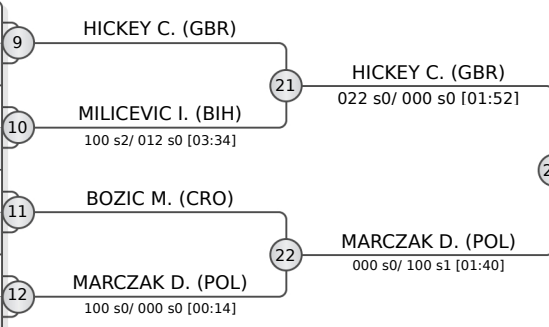 HICKEY C. (GBR)
9
21
HICKEY C. (GBR)
022 s0/ 000 s0 [01:52]
MILICEVIC I. (BIH)
10
100 s2/ 012 s0 [03:34]
BOZIC M. (CRO)
11
22
MARCZAK D. (POL)
000 s0/ 100 s1 [01:40]
MARCZAK D. (POL)
12
100 s0/ 000 s0 [00:14]